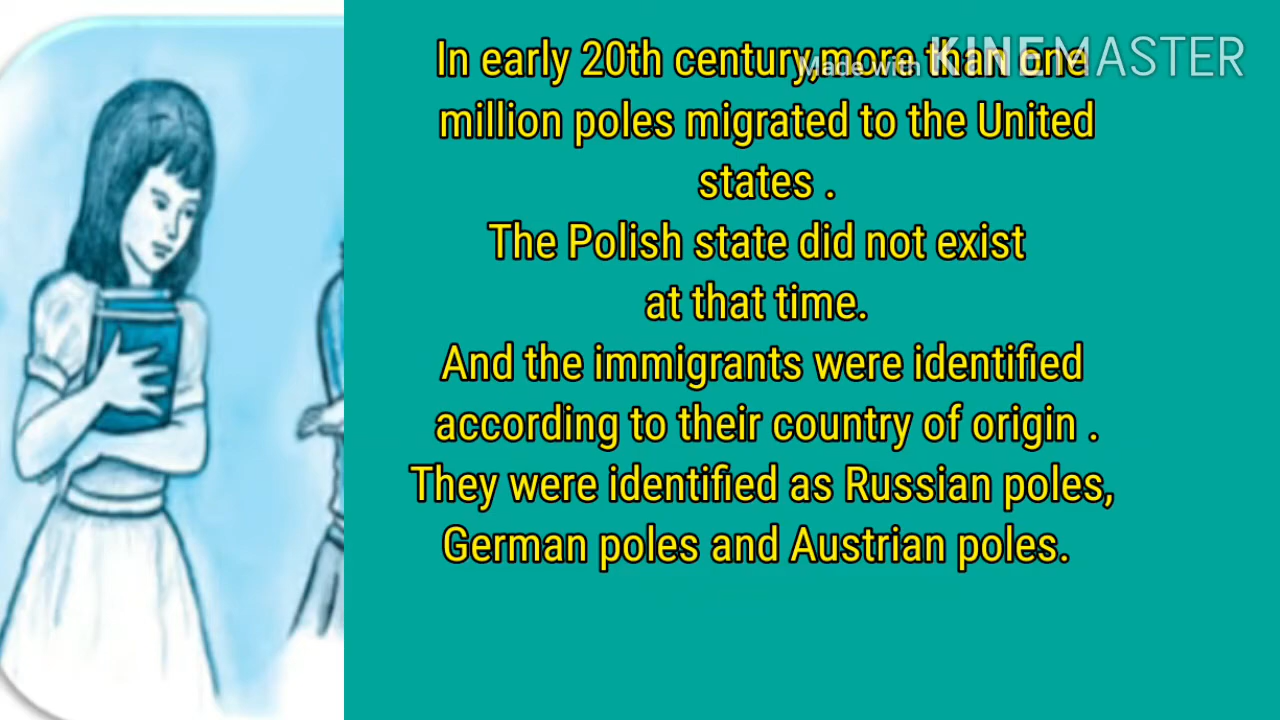 In early 20th century,more than one
Made with KINEMASTER
million poles migrated to the United
states .
The Polish state did not exist
at that time.
And the immigrants were identified
according to their country of origin .
They were identified as Russian poles,
German poles and Austrian poles.